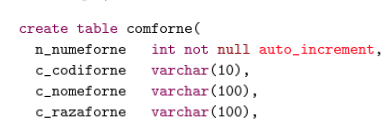 create table comforne(
n_numeforne int not null auto_increment,
c_codiforne varchar(10),
c_nomeforne varchar(100),
c_razaforne varchar(100),